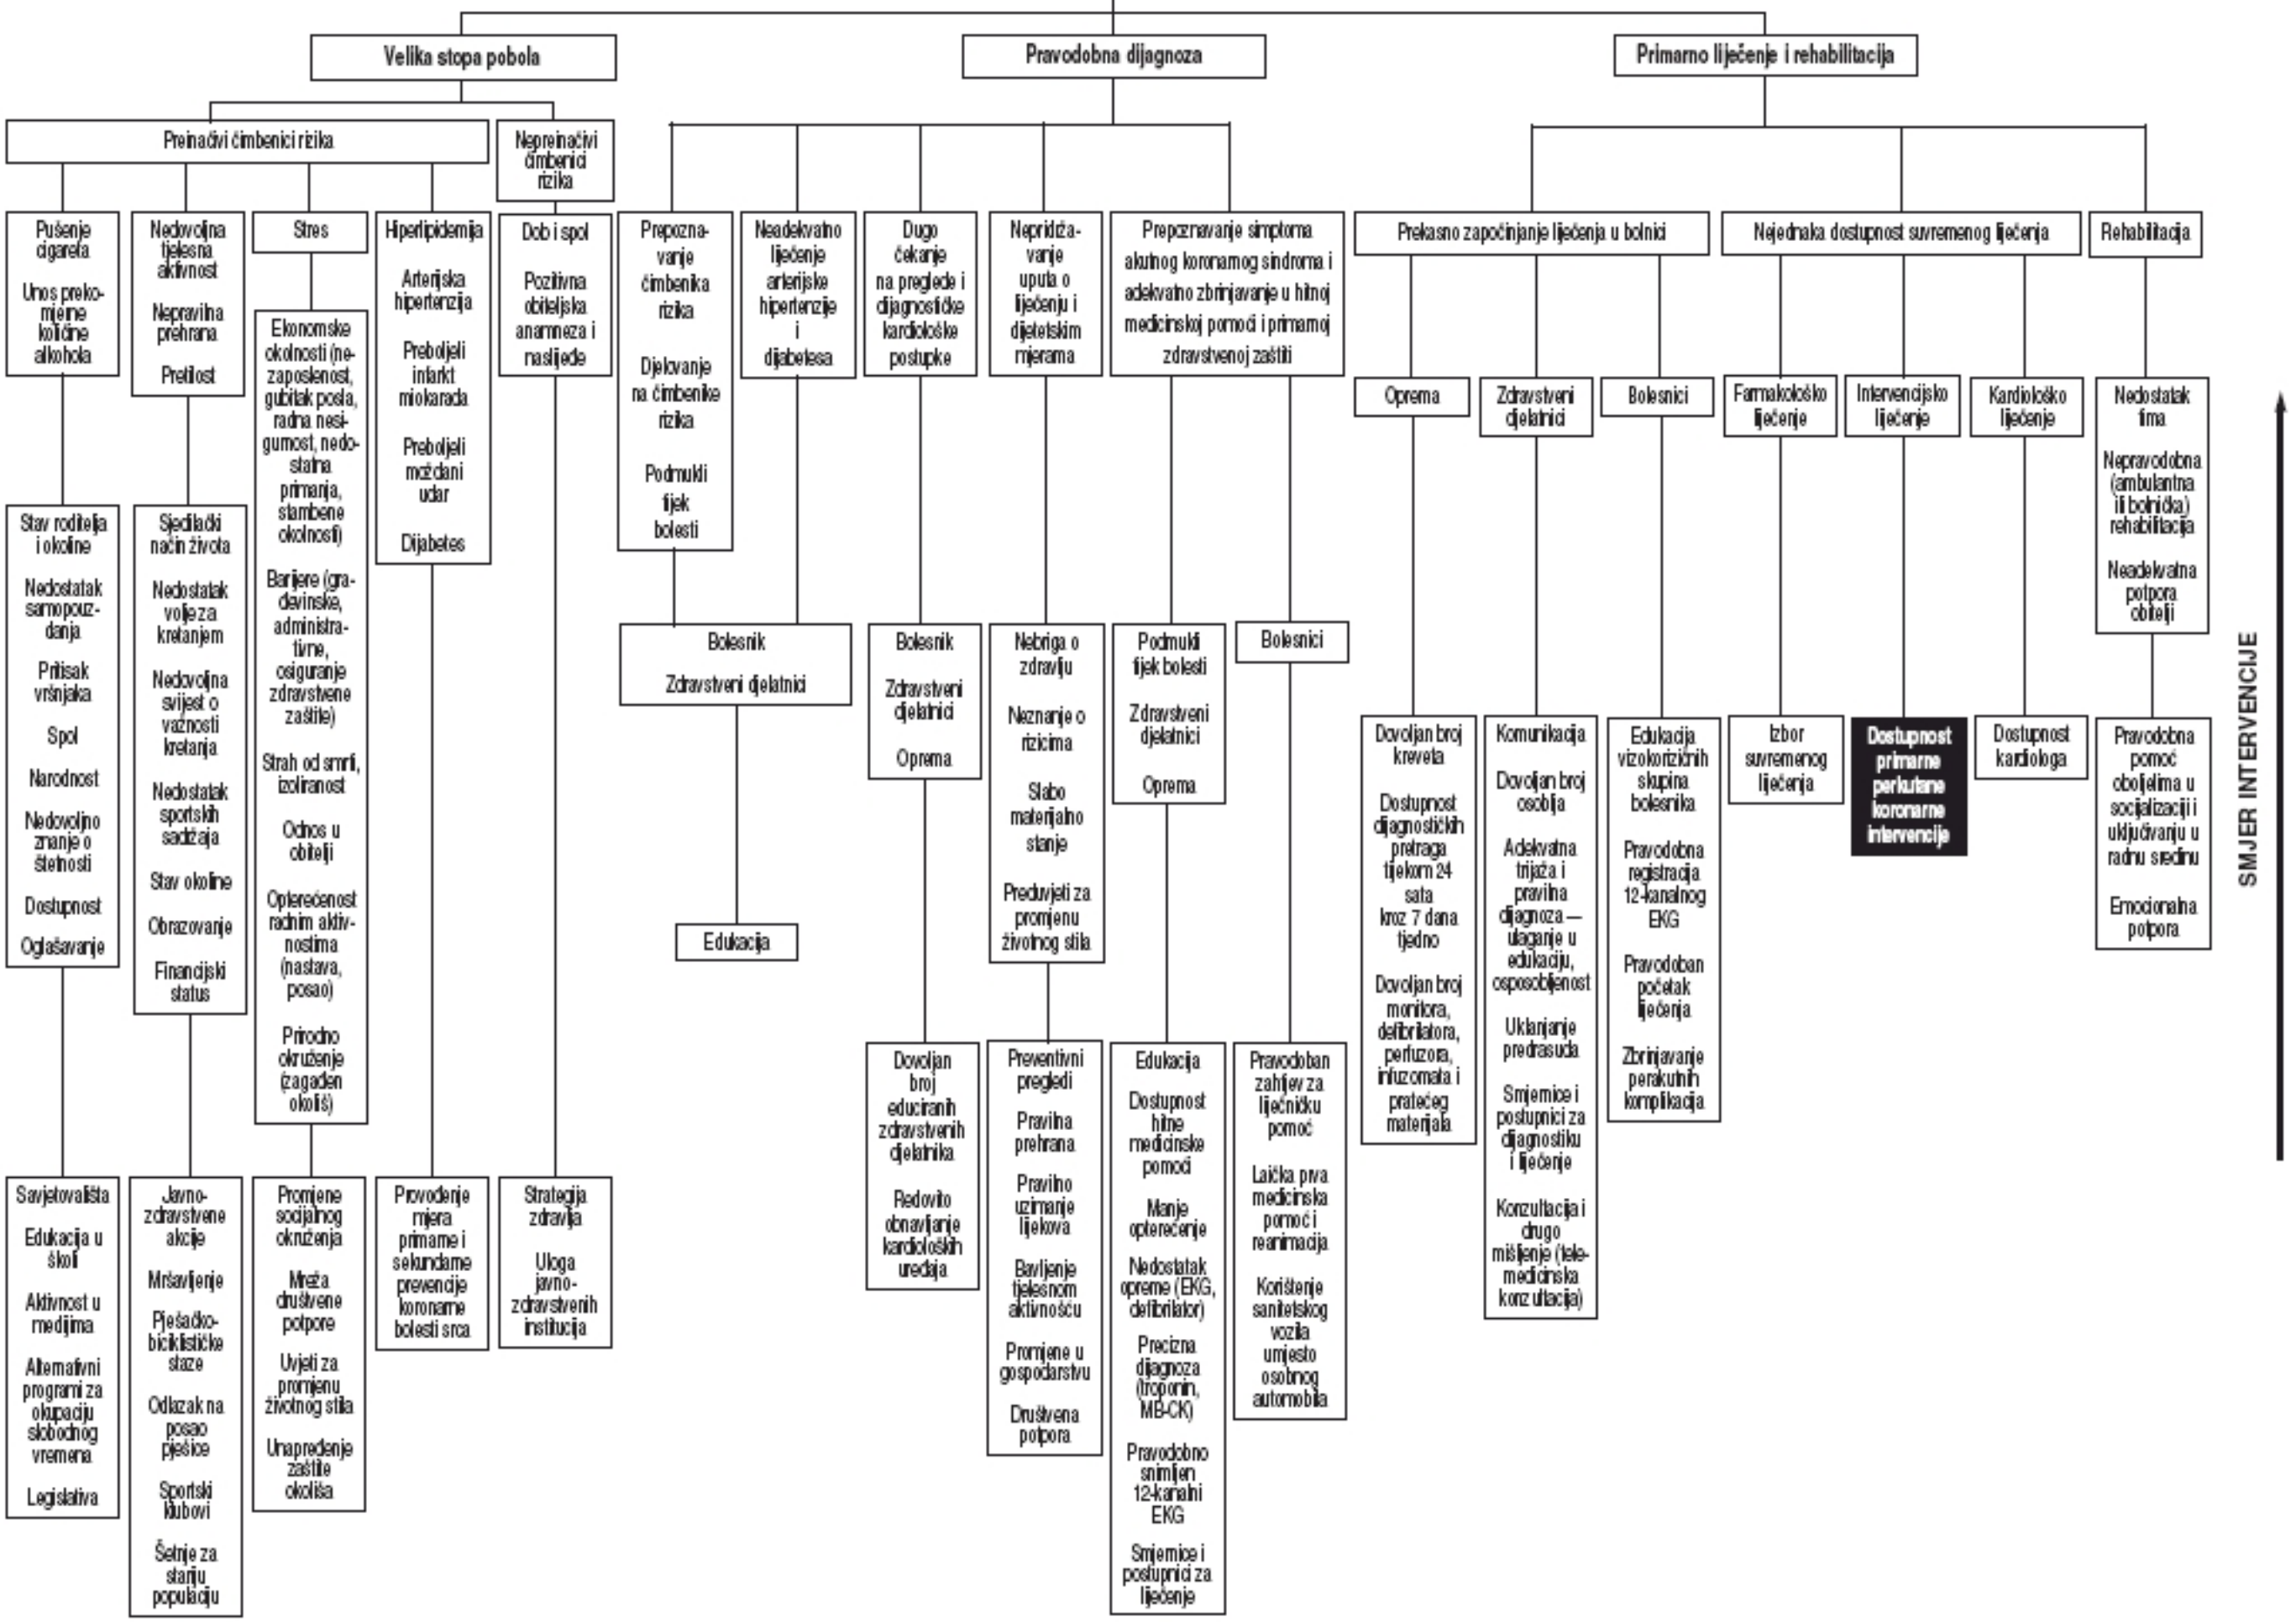 Velika stopa pobola
Pravodobna dijagnoza
Primarno liječenje i rehabilitacija
Preinačivi čimbenici rizika
Nepreinačivi
čimbenici
rizika
Pušenje
cigareta
Unos preko-
mjerne
količine
alkohola
Nedovoljna
tjelesna
aktivnost
Nepravilna
prehrana
Pretilost
Stres
Hiperlipidemija
Arterijska
hipertenzija
Preboljeli
infarkt
miokarada
Preboljeli
moždani
udar
Dijabetes
Dob i spol
Pozitivna
obiteljska
anamneza i
naslijeđe
Prepozna-
vanje
čimbenika
rizika
Djelovanje
na čimbenike
rizika
Podmukli
tijek
bolesti
Neadekvatno
liječenje
arterijske
hipertenzije
i
dijabetesa
Dugo
čekanje
na preglede i
dijagnostičke
kardiološke
postupke
Nepridrža-
vanje
uputa o
liječenju i
dijetetskim
mjerama
Prepoznavanje simptoma
akutnog koronarnog sindroma i
adekvatno zbrinjavanje u hitnoj
medicinskoj pomoći i primarnoj
zdravstvenoj zaštiti
Prekasno započinjanje liječenja u bolnici
Nejednaka dostupnost suvremenog liječenja
Rehabilitacija
Ekonomske
okolnosti (ne-
zaposlenost,
gubitak posla,
radna nesi-
gurnost, nedo-
statna
primanja,
stambene
okolnosti)
Barijere (gra-
đevinske,
administra-
tivne,
osiguranje
zdravstvene
zaštite)
Strah od smrti,
izoliranost
Odnos u
obitelji
Opterećenost
radnim aktiv-
nostima
(nastava,
posao)
Prirodno
okruženje
(zagađen
okoliš)
Oprema
Zdravstveni
djelatnici
Bolesnici
Farmakološko
liječenje
Intervencijsko
liječenje
Kardiološko
liječenje
Nedostatak
tima
Nepravodobna
(ambulantna
ili bolnička)
rehabilitacija
Neadekvatna
potpora
obitelji
Stav roditelja
i okoline
Nedostatak
samopouz-
danja
Pritisak
vršnjaka
Spol
Narodnost
Nedovoljno
znanje o
štetnosti
Dostupnost
Oglašavanje
Sjedilački
način života
Nedostatak
volje za
kretanjem
Nedovoljna
svijest o
važnosti
kretanja
Nedostatak
sportskih
sadržaja
Stav okoline
Obrazovanje
Financijski
status
Bolesnik
Zdravstveni djelatnici
Bolesnik
Zdravstveni
djelatnici
Oprema
Nebriga o
zdravlju
Neznanje o
rizicima
Slabo
materijalno
stanje
Preduvjeti za
promjenu
životnog stila
Podmukli
tijek bolesti
Zdravstveni
djelatnici
Oprema
Bolesnici
Dovoljan broj
kreveta
Dostupnost
dijagnostičkih
pretraga
tijekom 24
sata
kroz 7 dana
tjedno
Dovoljan broj
monitora,
defibrilatora,
perfuzora,
infuzomata i
pratećeg
materijala
Komunikacija
Dovoljan broj
osoblja
Adekvatna
trijaža i
pravilna
dijagnoza —
ulaganje u
edukaciju,
osposobljenost
Uklanjanje
predrasuda
Smjernice i
postupnici za
dijagnostiku
i liječenje
Konzultacija i
drugo
mišljenje (tele-
medicinska
konzultacija)
Edukacija
vizokorizičnih
skupina
bolesnika
Pravodobna
registracija
12-kanalnog
EKG
Pravodoban
početak
liječenja
Zbrinjavanje
perakutnih
komplikacija
Izbor
suvremenog
liječenja
Dostupnost
primarne
perkutane
koronarne
intervencije
Dostupnost
kardiologa
Pravodobna
pomoć
oboljelima u
socijalizaciji i
uključivanju u
radnu sredinu
Emocionalna
potpora
SMJER INTERVENCIJE
Edukacija
Dovoljan
broj
educiranih
zdravstvenih
djelatnika
Redovito
obnavljanje
kardioloških
uređaja
Preventivni
pregledi
Pravilna
prehrana
Pravilno
uzimanje
lijekova
Bavljenje
tjelesnom
aktivnošću
Promjene u
gospodarstvu
Društvena
potpora
Edukacija
Dostupnost
hitne
medicinske
pomoći
Manje
opterećenje
Nedostatak
opreme (EKG,
defibrilator)
Precizna
dijagnoza
(troponin,
MB-CK)
Pravodobno
snimljen
12-kanalni
EKG
Smjernice i
postupnici za
liječenje
Pravodoban
zahtjev za
liječničku
pomoć
Laička prva
medicinska
pomoć i
reanimacija
Korištenje
sanitetskog
vozila
umjesto
osobnog
automobila
Savjetovališta
Edukacija u
školi
Aktivnost u
medijima
Alternativni
programi za
okupaciju
slobodnog
vremena
Legislativa
Javno-
zdravstvene
akcije
Mršavljenje
Pješačko-
biciklističke
staze
Odlazak na
posao
pješice
Sportski
klubovi
Šetnje za
stariju
populaciju
Promjene
socijalnog
okruženja
Mreža
društvene
potpore
Uvjeti za
promjenu
životnog stila
Unapređenje
zaštite
okoliša
Provođenje
mjera
primarne i
sekundarne
prevencije
koronarne
bolesti srca
Strategija
zdravlja
Uloga
javno-
zdravstvenih
institucija